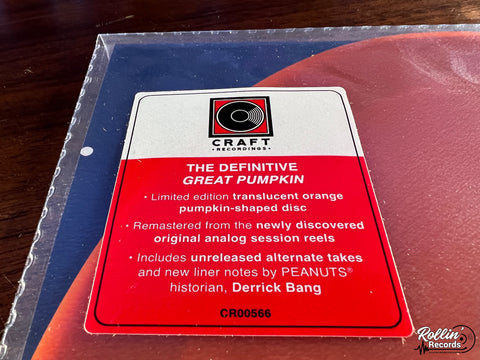 CRAFT
• RECORDINGS •
THE DEFINITIVE
GREAT PUMPKIN
• Limited edition translucent orange
pumpkin-shaped disc
• Remastered from the newly discovered
original analog session reels
• Includes unreleased alternate takes
and new liner notes by PEANUTS®
historian, Derrick Bang
CR00566
Rollin'
Records